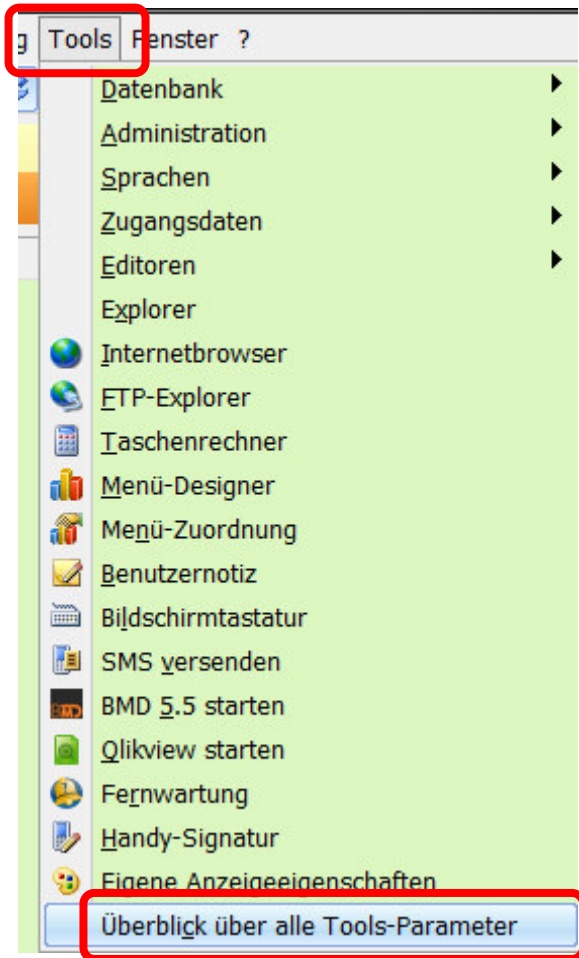 g Tools Fenster ?
Datenbank
Administration
Sprachen
Zugangsdaten
Editoren
Explorer
Internetbrowser
FTP-Explorer
Taschenrechner
Menü-Designer
Menü-Zuordnung
Benutzernotiz
Bildschirmtastatur
SMS versenden
BMD 5.5 starten
Qlikview starten
Fernwartung
Handy-Signatur
Eigene Anzeigeeigenschaften
Überblick über alle Tools-Parameter